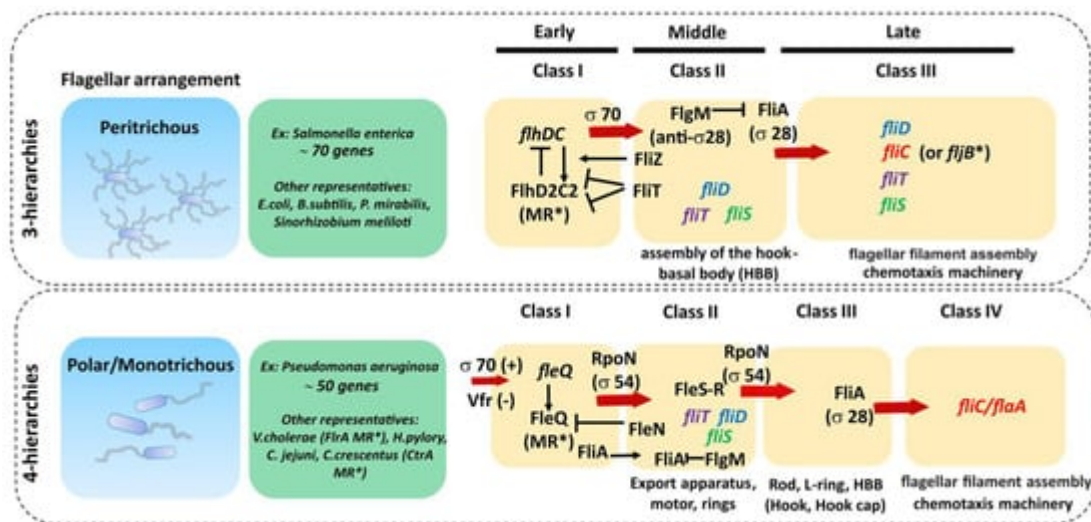 Early
Middle
Late
Class I
Class II
Class III
Flagellar arrangement
3-hierarchies
Peritrichous
Ex: Salmonella enterica
~ 70 genes
Other representatives:
E.coli, B.subtilis, P. mirabilis,
Sinorhizobium meliloti
flhDC
FlhD2C2
(MR*)
σ 70
FlgM
(anti-σ28)
FliA
(σ 28)
FliZ
FliT
fliD
fliT
fliS
assembly of the hook-
basal body (HBB)
fliD
fliC (or fljB*)
fliT
fliS
flagellar filament assembly
chemotaxis machinery
4-hierarchies
Class I
Class II
Class III
Class IV
Polar/Monotrichous
Ex: Pseudomonas aeruginosa
~ 50 genes
Other representatives:
V.cholerae (FlrA MR*), H.pylory,
C. jejuni, C.crescentus (CtrA
MR*)
σ 70 (+)
Vfr (-)
fleQ
FleQ
(MR*)
FliA
RpoN
(σ 54)
FleS-R
fliT fliD
fliS
FleN
FliA FlgM
Export apparatus,
motor, rings
RpoN
(σ 54)
FliA
(σ 28)
Rod, L-ring, HBB
(Hook, Hook cap)
fliC/flaA
flagellar filament assembly
chemotaxis machinery